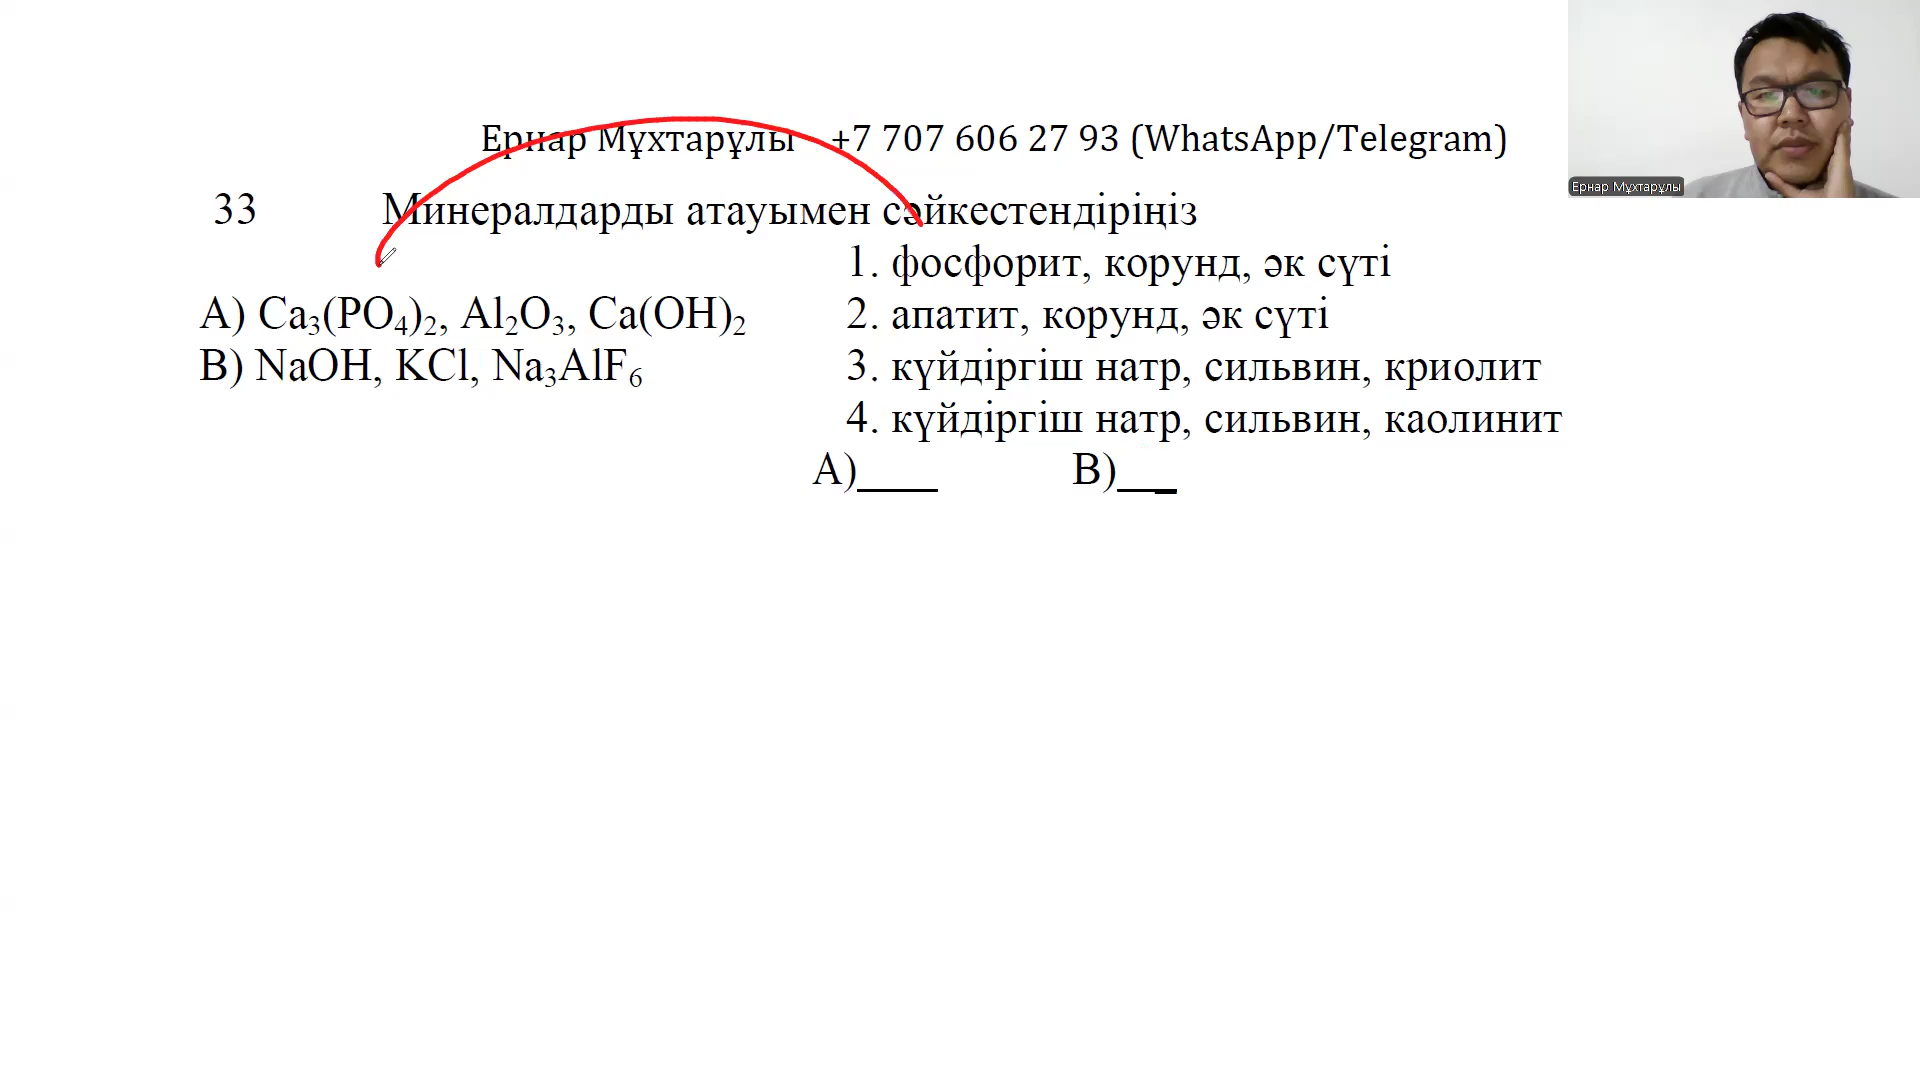 Ернар Мұхтарұлы +7 707 606 27 93 (WhatsApp/Telegram)
Ернар Мұхтарұлы
33 Минералдарды атауымен сәйкестендіріңіз
1. фосфорит, корунд, әк сүті
A) Ca₃(PO₄)₂, Al₂O₃, Ca(OH)₂ 2. апатит, корунд, әк сүті
B) NaOH, KCl, Na₃AlF₆ 3. күйдіргіш натр, сильвин, криолит
4. күйдіргіш натр, сильвин, каолинит
A)____ B)___